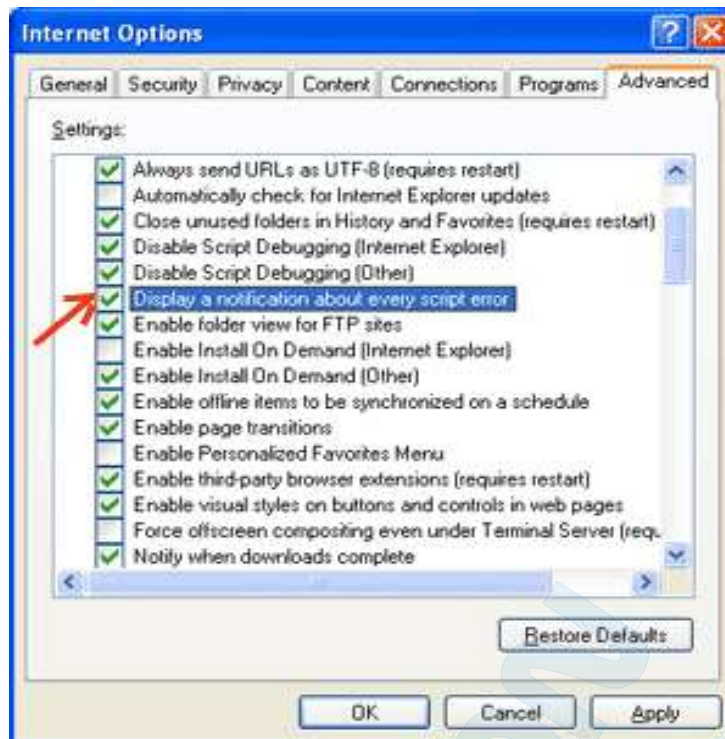 Internet Options
General Security Privacy Content Connections Programs Advanced
Settings:
Always send URLs as UTF-8 (requires restart)
Automatically check for Internet Explorer updates
Close unused folders in History and Favorites (requires restart)
Disable Script Debugging (Internet Explorer)
Disable Script Debugging (Other)
Display a notification about every script error
Enable folder view for FTP sites
Enable Install On Demand (Internet Explorer)
Enable Install On Demand (Other)
Enable offline items to be synchronized on a schedule
Enable page transitions
Enable Personalized Favorites Menu
Enable third-party browser extensions (requires restart)
Enable visual styles on buttons and controls in web pages
Force offscreen compositing even under Terminal Server (requ
Notify when downloads complete
Restore Defaults
OK Cancel Apply